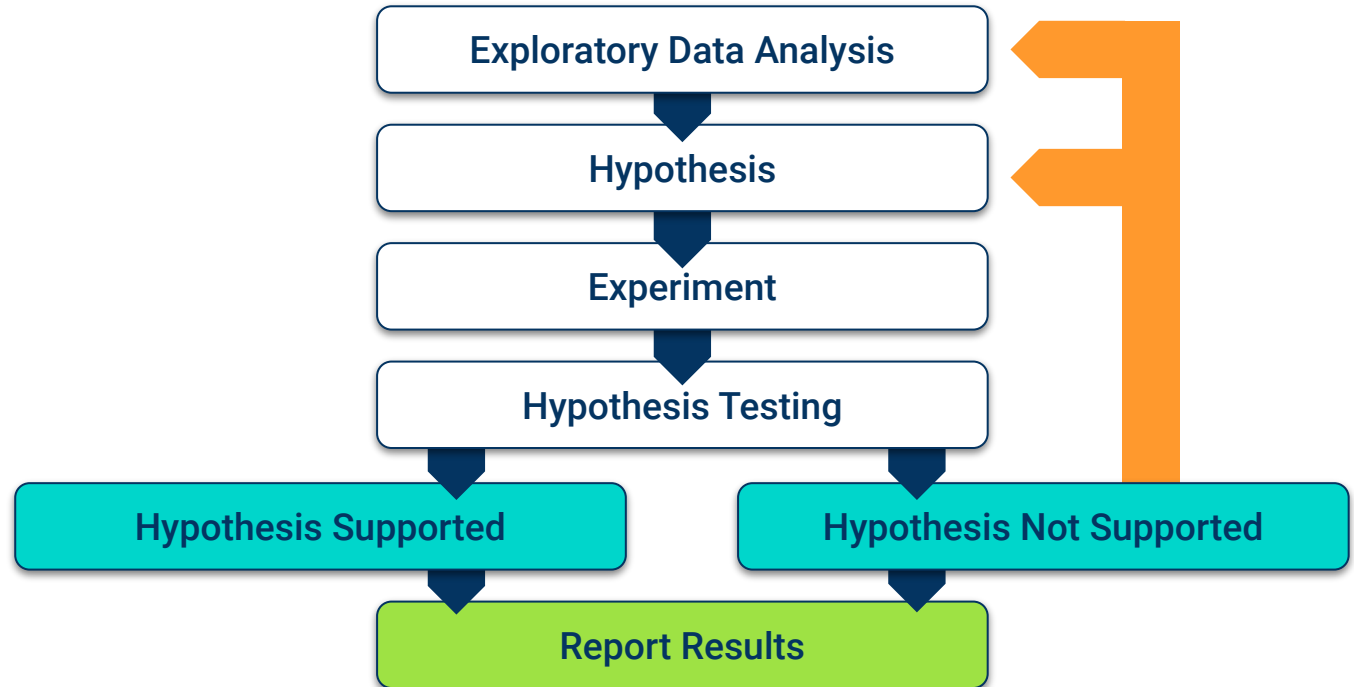 Exploratory Data Analysis
Hypothesis
Experiment
Hypothesis Testing
Hypothesis Supported
Hypothesis Not Supported
Report Results